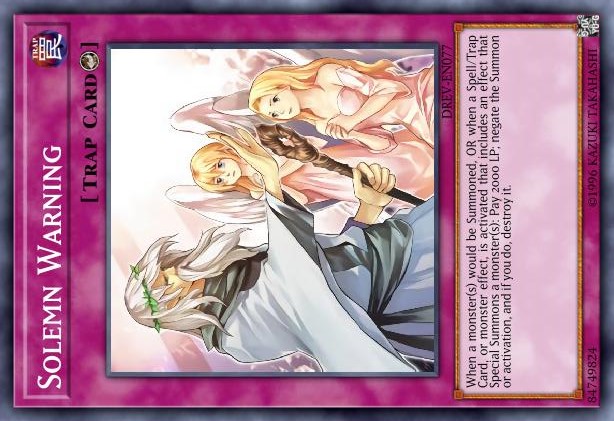 SOLEMN WARNING
TRAP
罠
[TRAP CARD]
DREV-EN077
When a monster(s) would be Summoned, OR when a Spell/Trap
Card, or monster effect, is activated that includes an effect that
Special Summons a monster(s): Pay 2000 LP; negate the Summon
or activation, and if you do, destroy it.
84749824
©1996 KAZUKI TAKAHASHI